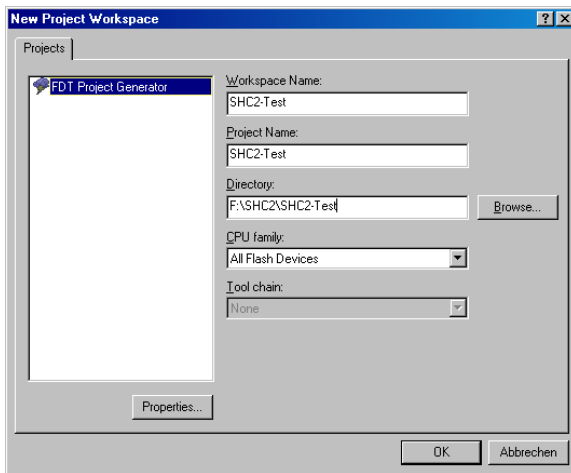 New Project Workspace
Projects
FDT Project Generator
Workspace Name:
SHC2-Test
Project Name:
SHC2-Test
Directory:
F:\SHC2\SHC2-Test
Browse...
CPU family:
All Flash Devices
Tool chain:
None
Properties...
OK
Abbrechen